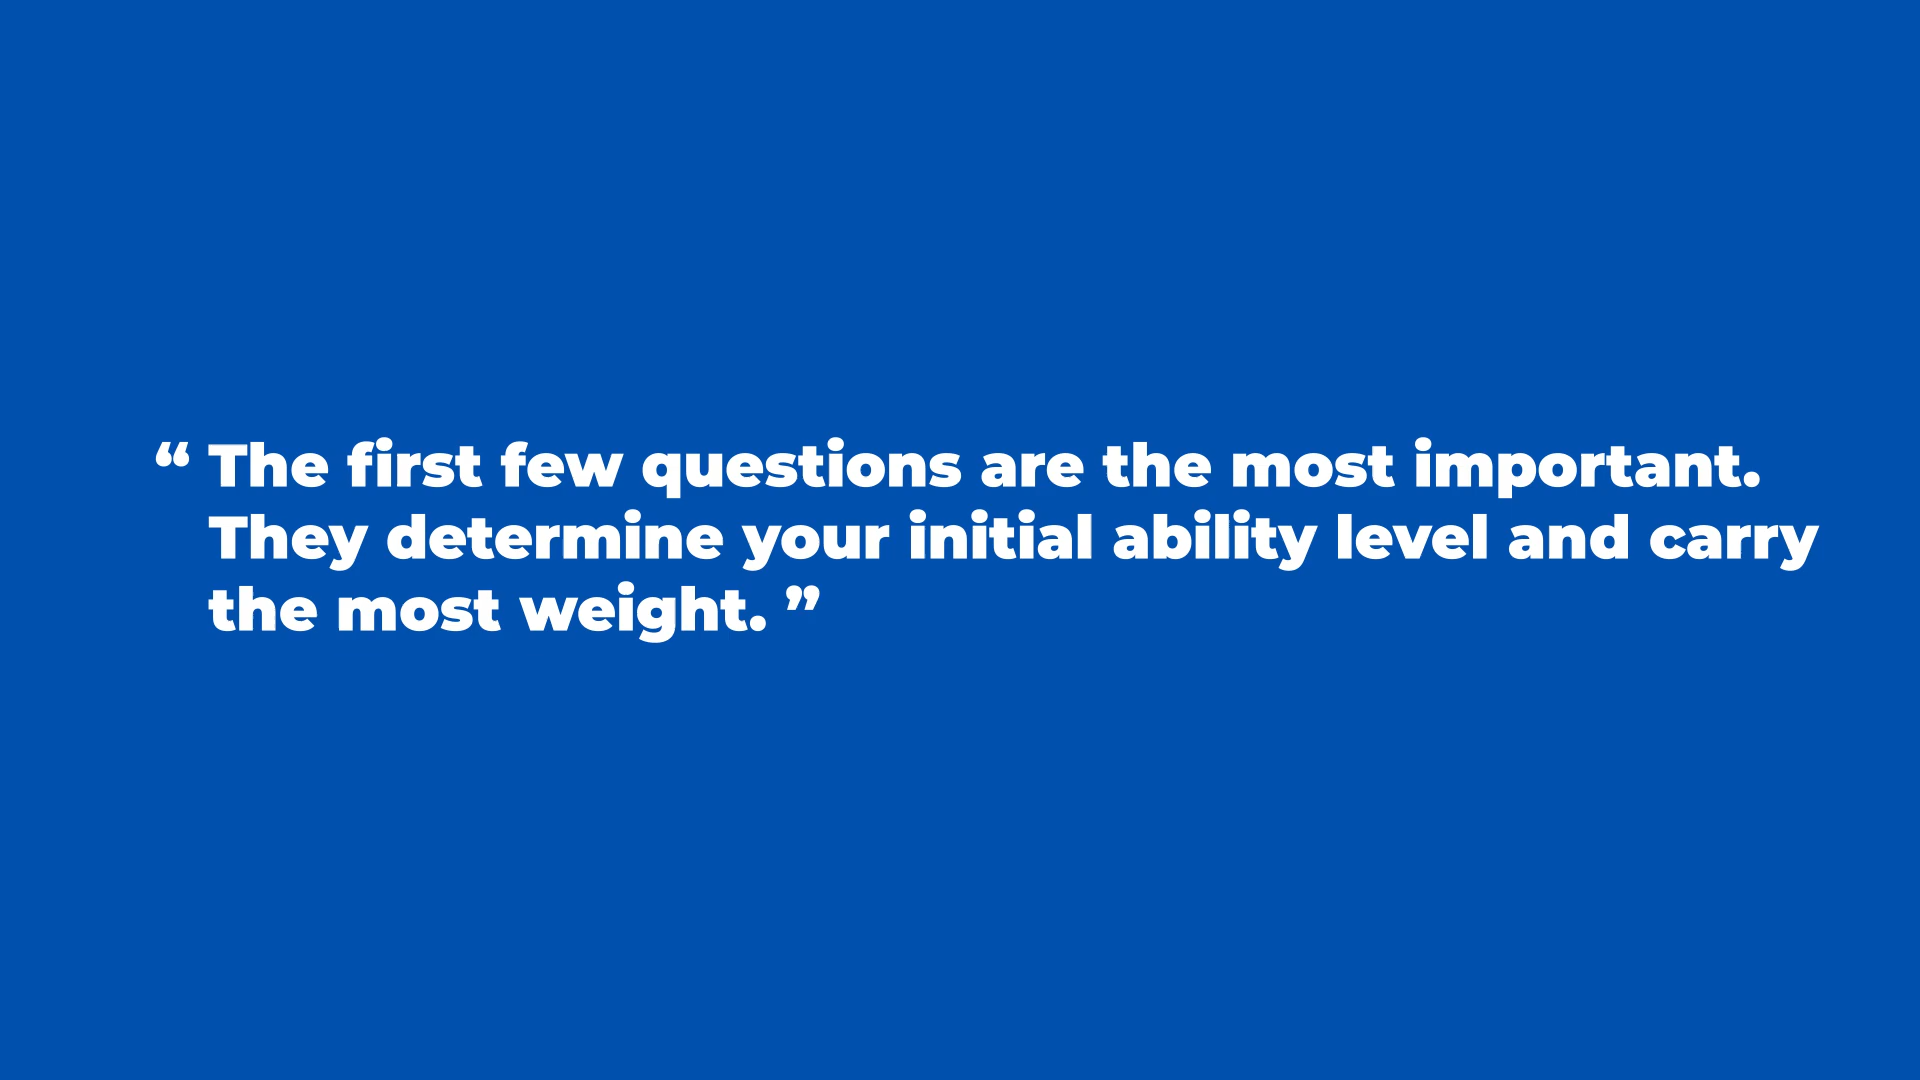 “ The first few questions are the most important.
They determine your initial ability level and carry
the most weight. ”